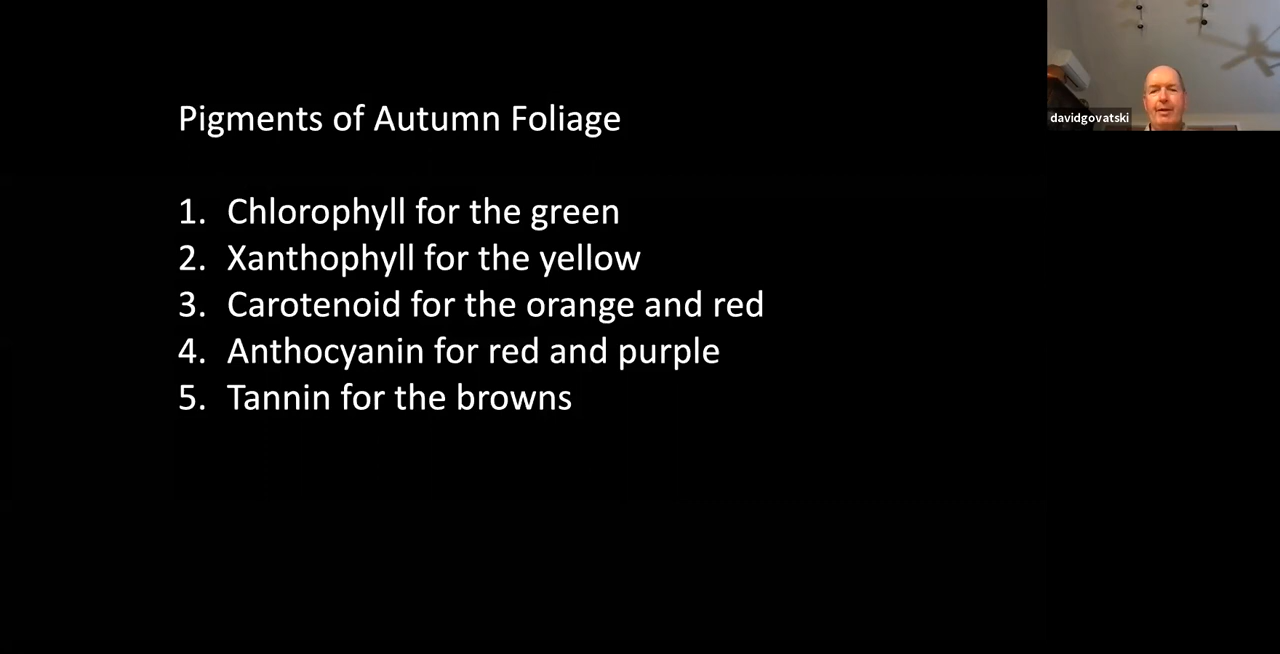 Pigments of Autumn Foliage
1. Chlorophyll for the green
2. Xanthophyll for the yellow
3. Carotenoid for the orange and red
4. Anthocyanin for red and purple
5. Tannin for the browns
davidgovatski